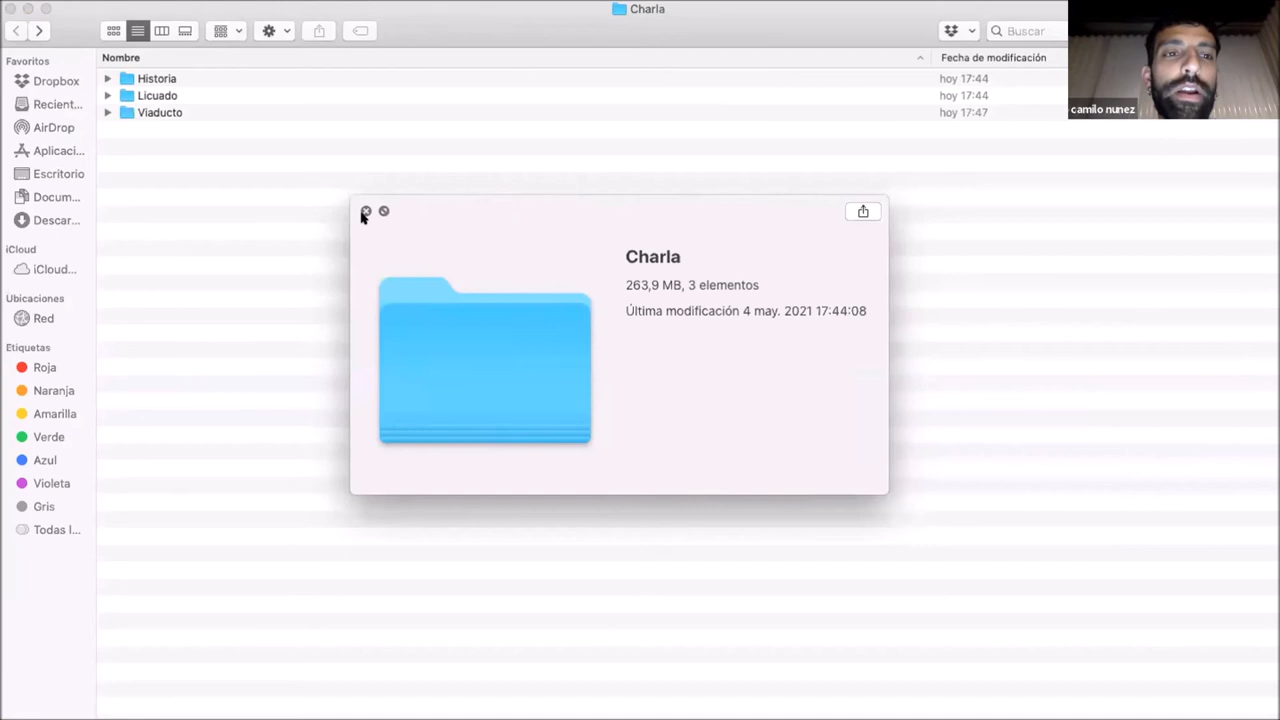 Charla
Buscar
Favoritos
Dropbox
Recient...
AirDrop
Aplicaci...
Escritorio
Docum...
Descar...
iCloud
iCloud...
Ubicaciones
Red
Etiquetas
Roja
Naranja
Amarilla
Verde
Azul
Violeta
Gris
Todas l...
Nombre
Fecha de modificación
Historia
hoy 17:44
Licuado
hoy 17:44
Viaducto
hoy 17:47
camilo nunez
Charla
263,9 MB, 3 elementos
Última modificación 4 may. 2021 17:44:08